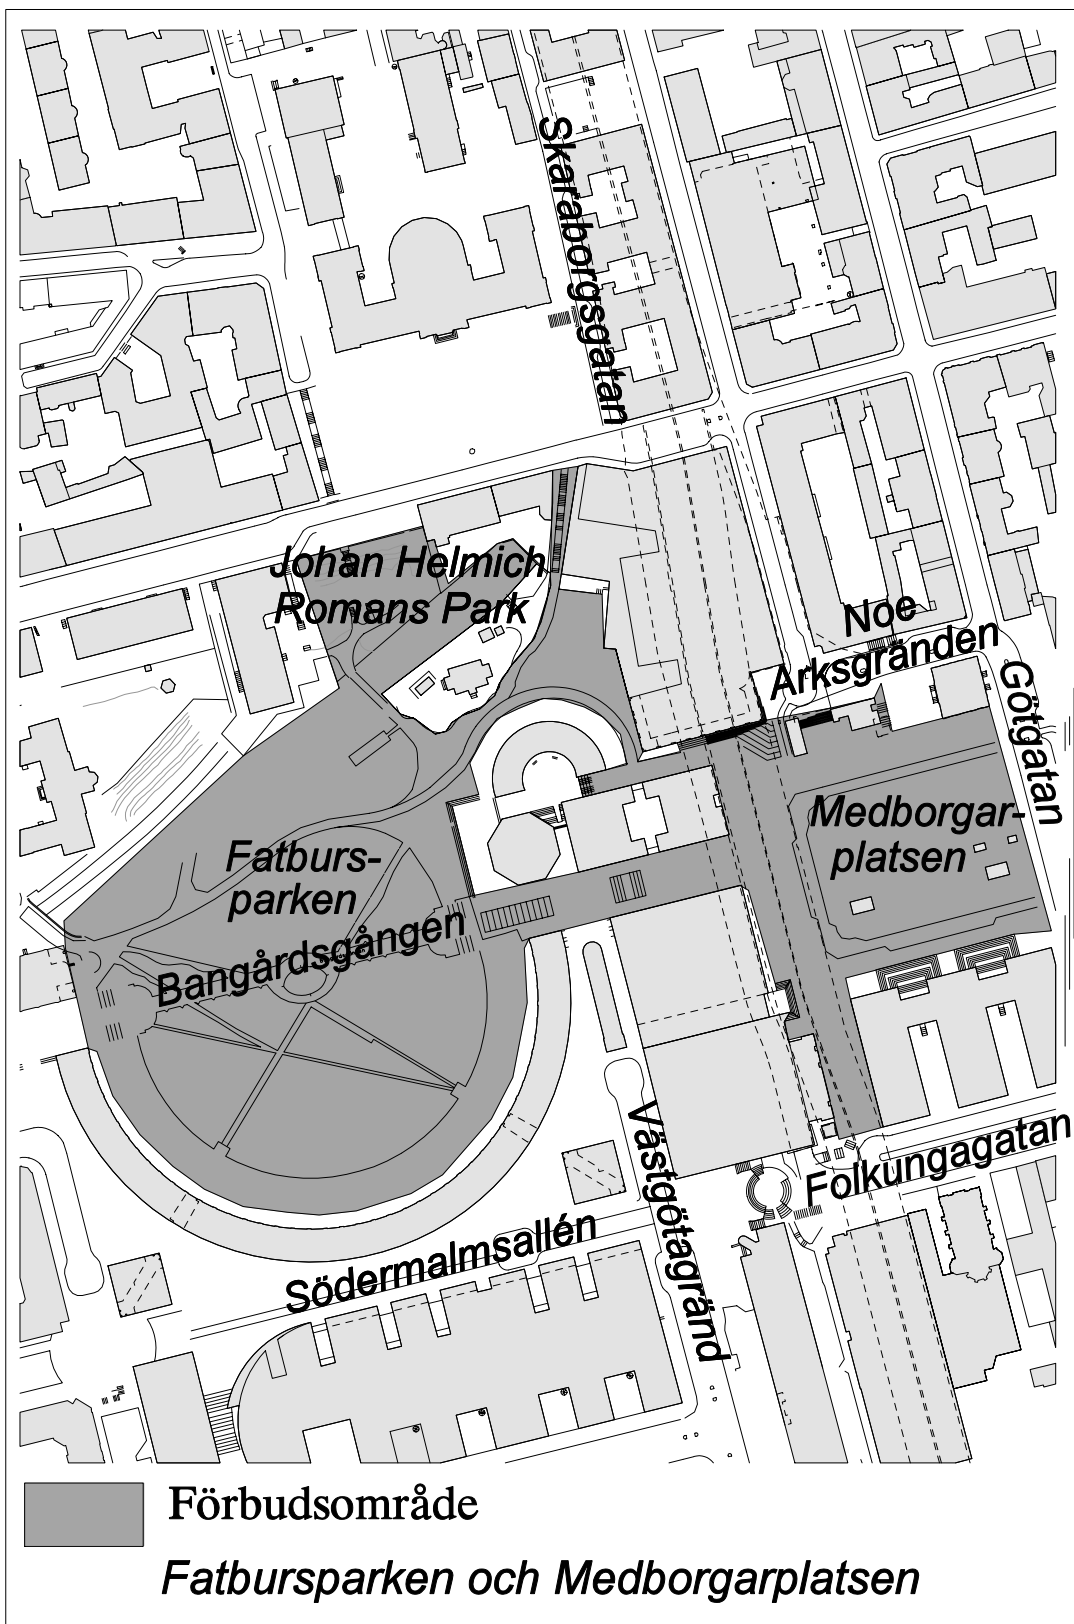 Skaraborgsgatan
Johan Helmich
Romans Park
Noe
Arksgränden
Götgatan
Medborgar-
platsen
Fatburs-
parken
Bangårdsgången
Västgötagränd
Folkungagatan
Södermalmsallén
Förbudsområde
Fatbursparken och Medborgarplatsen